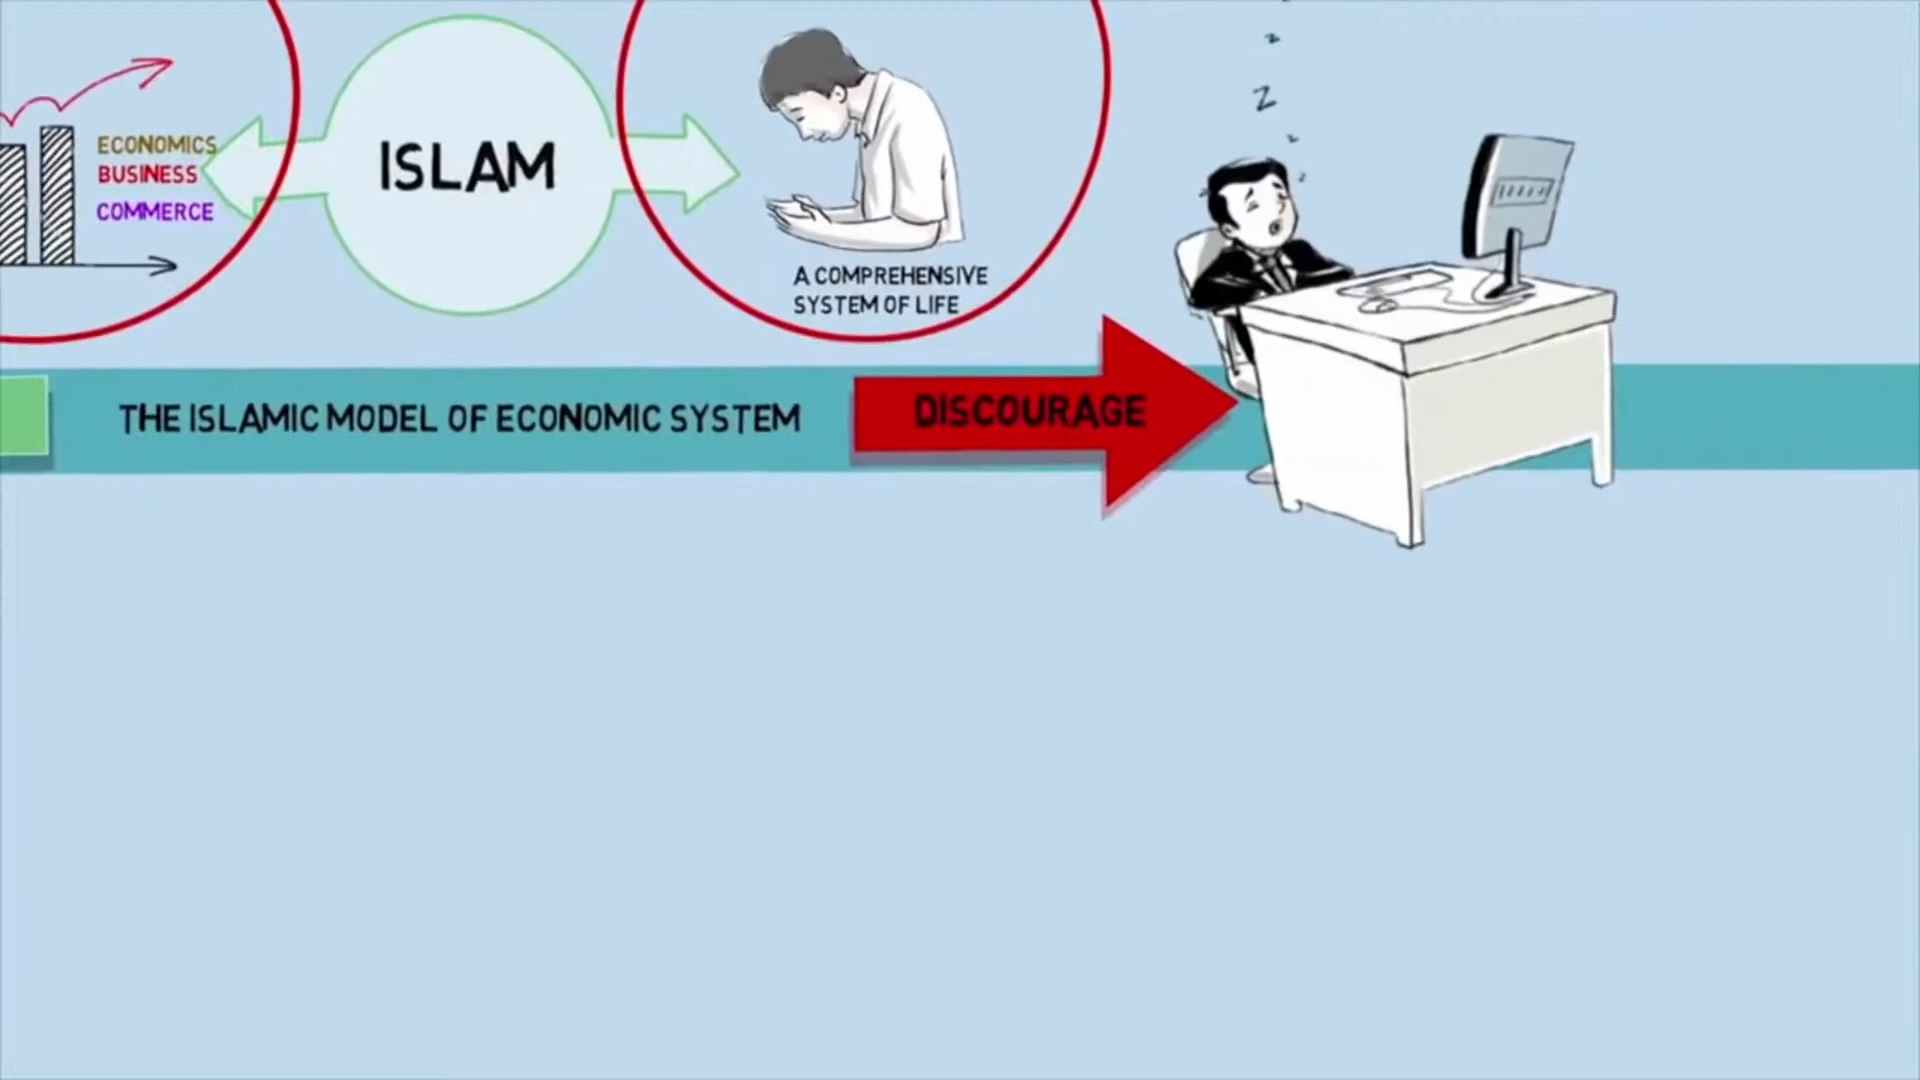 ECONOMICS
BUSINESS
COMMERCE
ISLAM
A COMPREHENSIVE
SYSTEM OF LIFE
z
Z
z
z
THE ISLAMIC MODEL OF ECONOMIC SYSTEM
DISCOURAGE